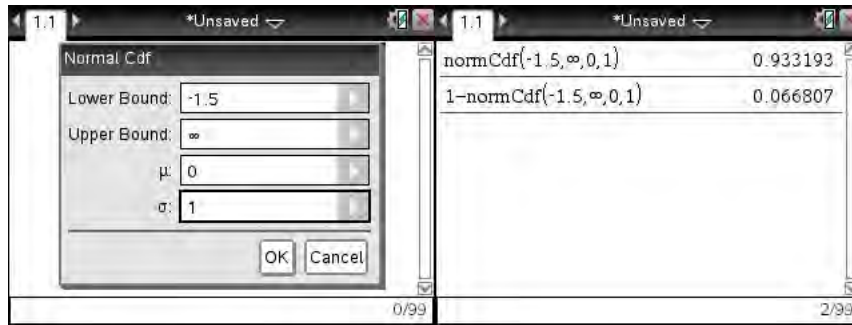 1.1
*Unsaved
Normal Cdf
Lower Bound: -1.5
Upper Bound: ∞
μ: 0
σ: 1
OK Cancel
0/99
1.1
*Unsaved
normCdf(-1.5,∞,0,1) 0.933193
1-normCdf(-1.5,∞,0,1) 0.066807
2/99